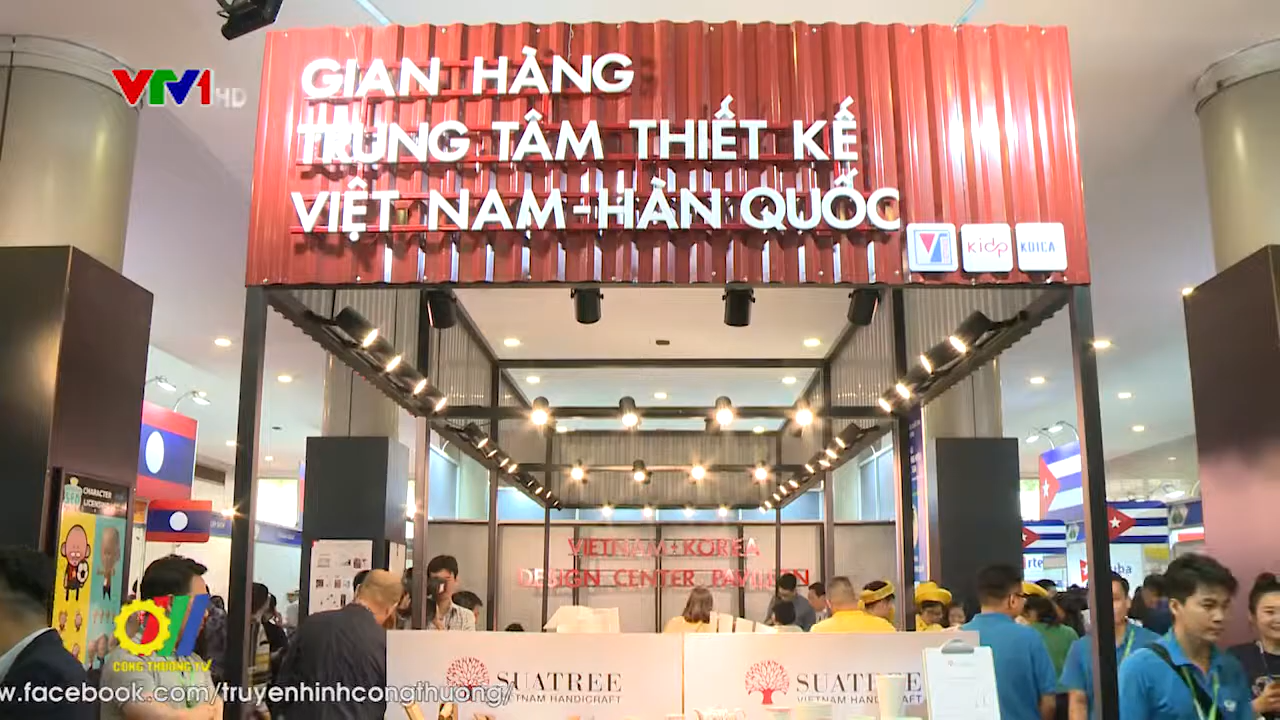 VTV1 HD
GIAN HÀNG
TRUNG TÂM THIẾT KẾ
VIỆT NAM-HÀN QUỐC
kidp
KOICA
CHARACTER
VIETNAM-KOREA
DESIGN CENTER PAVILION
SUATREE
VIETNAM HANDICRAFT
SUATREE
VIETNAM HANDICRAFT
CÔNG THƯƠNG TV
w.facebook.com/truyenhinhcongthuong/